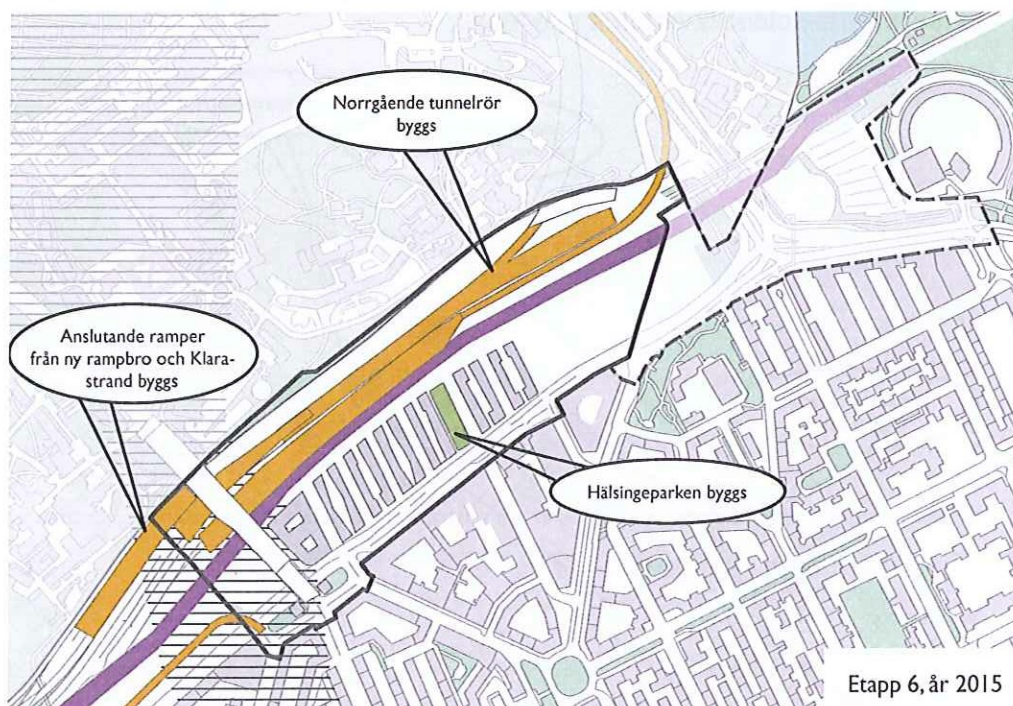 Norrgående tunnelrör
byggs
Anslutande ramper
från ny rampbro och Klara-
strand byggs
Hälsingeparken byggs
Etapp 6, år 2015